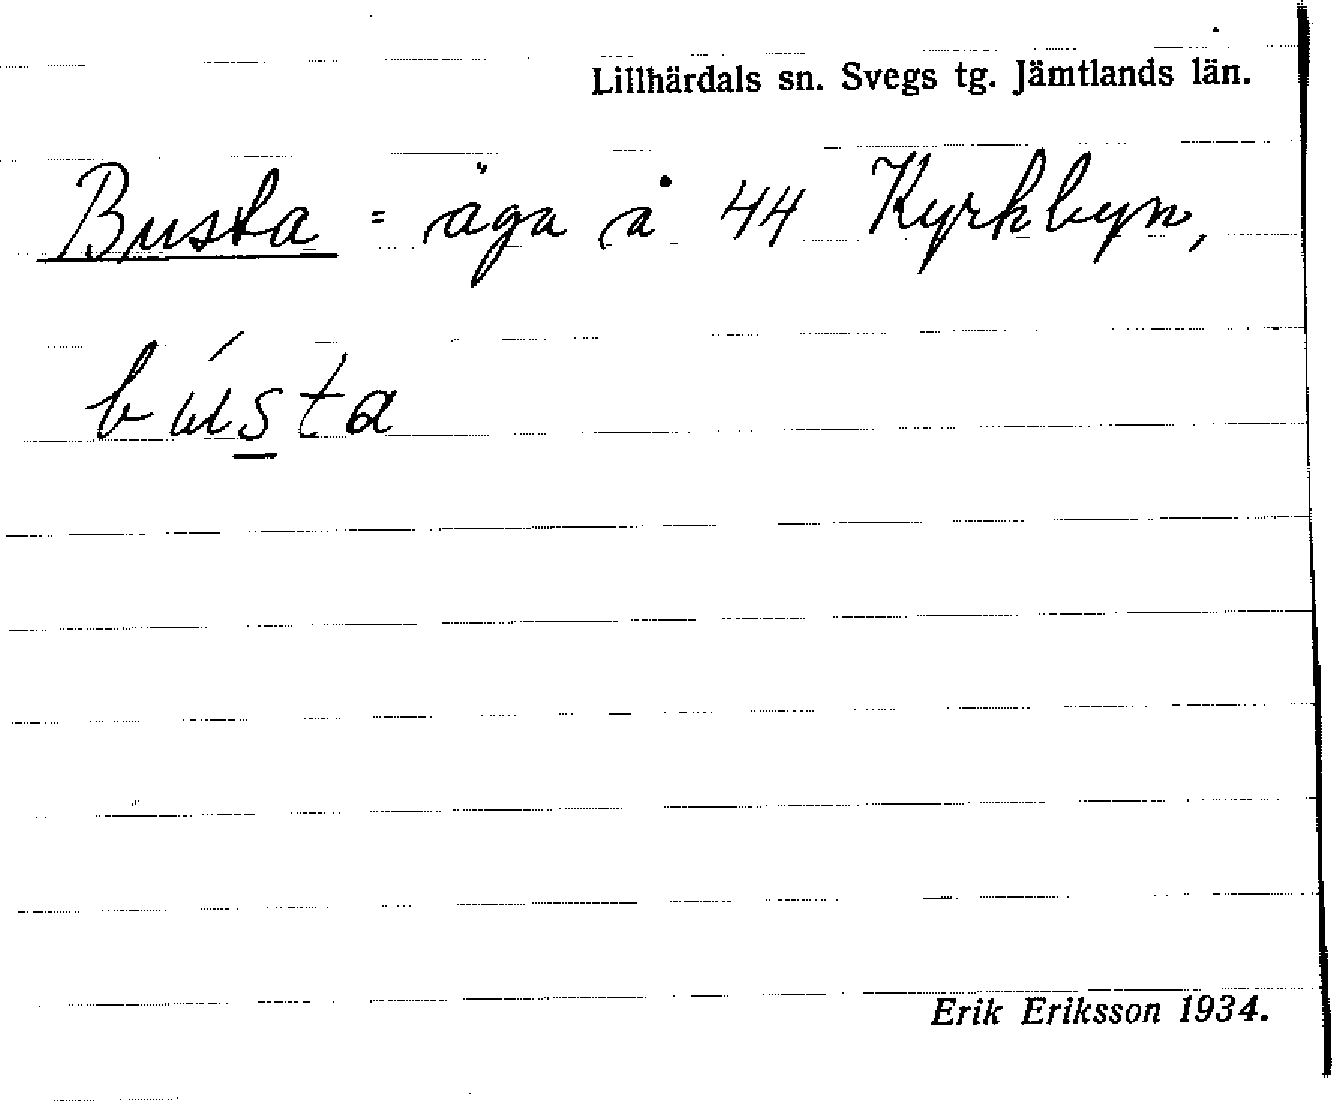 Lillhärdals sn. Svegs tg. Jämtlands län.
Busta = äga å 44 Kyrkbyn,
bústa
Erik Eriksson 1934.